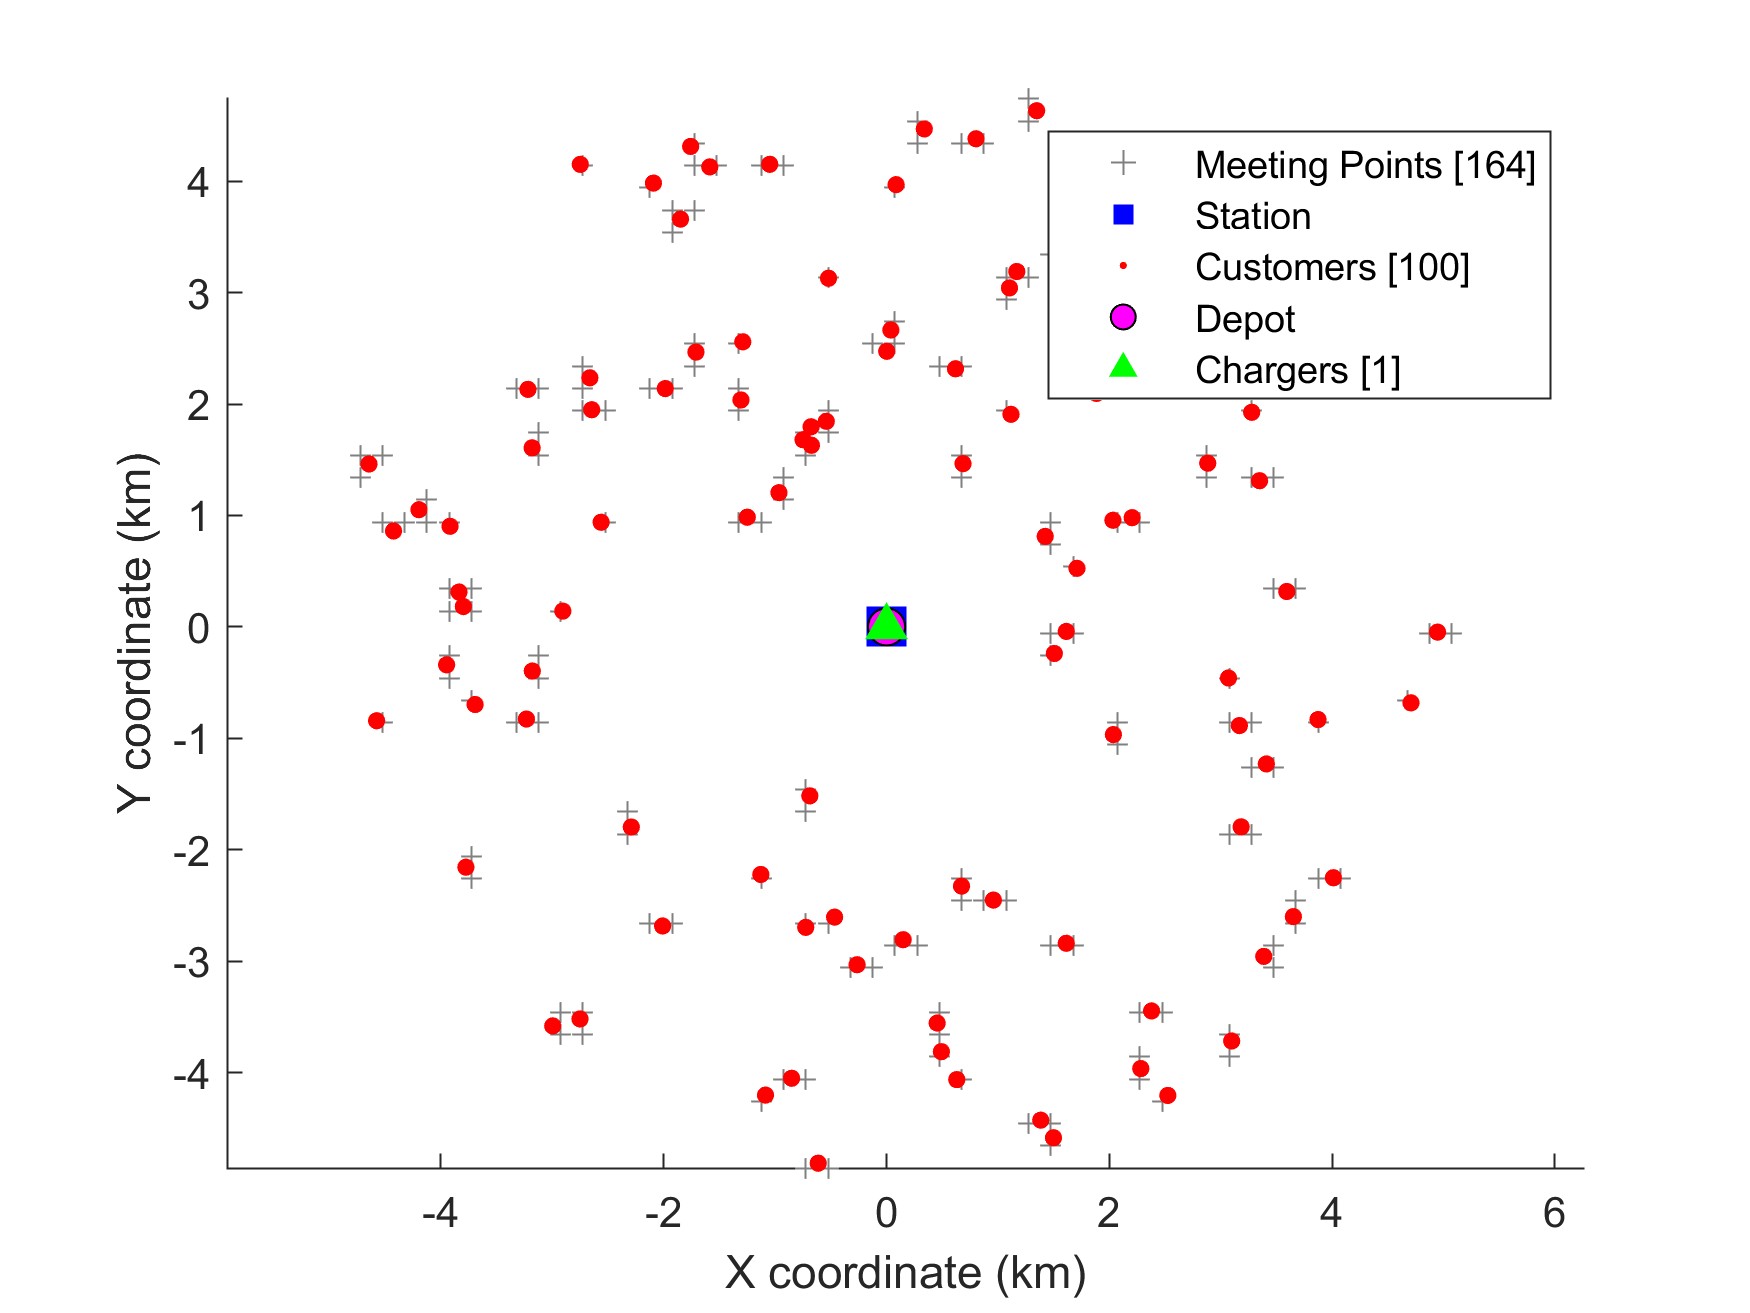 Meeting Points [164]
Station
Customers [100]
Depot
Chargers [1]
4
3
2
1
0
-1
-2
-3
-4
Y coordinate (km)
-4 -2 0 2 4 6
X coordinate (km)